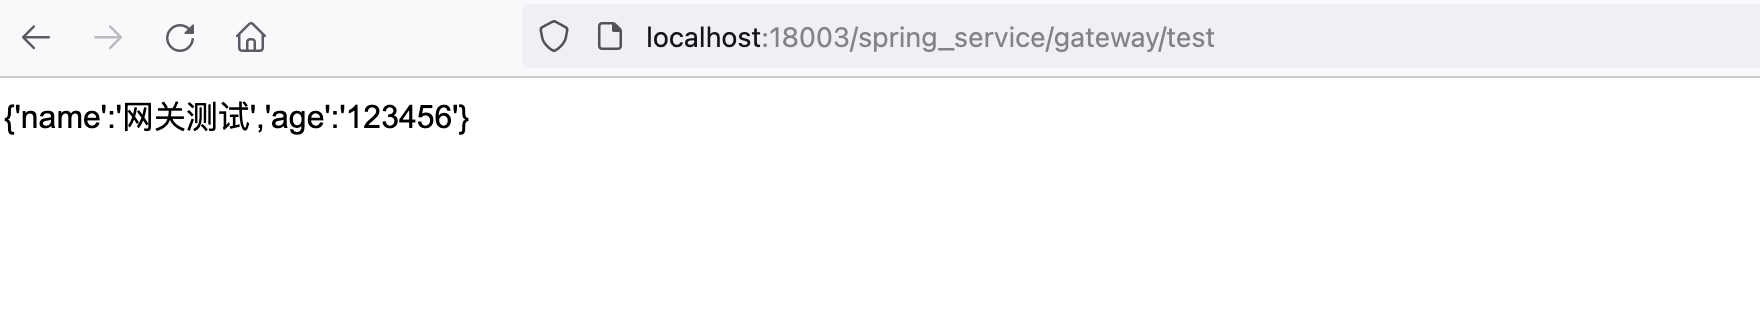 localhost:18003/spring_service/gateway/test
{'name':'网关测试','age':'123456'}